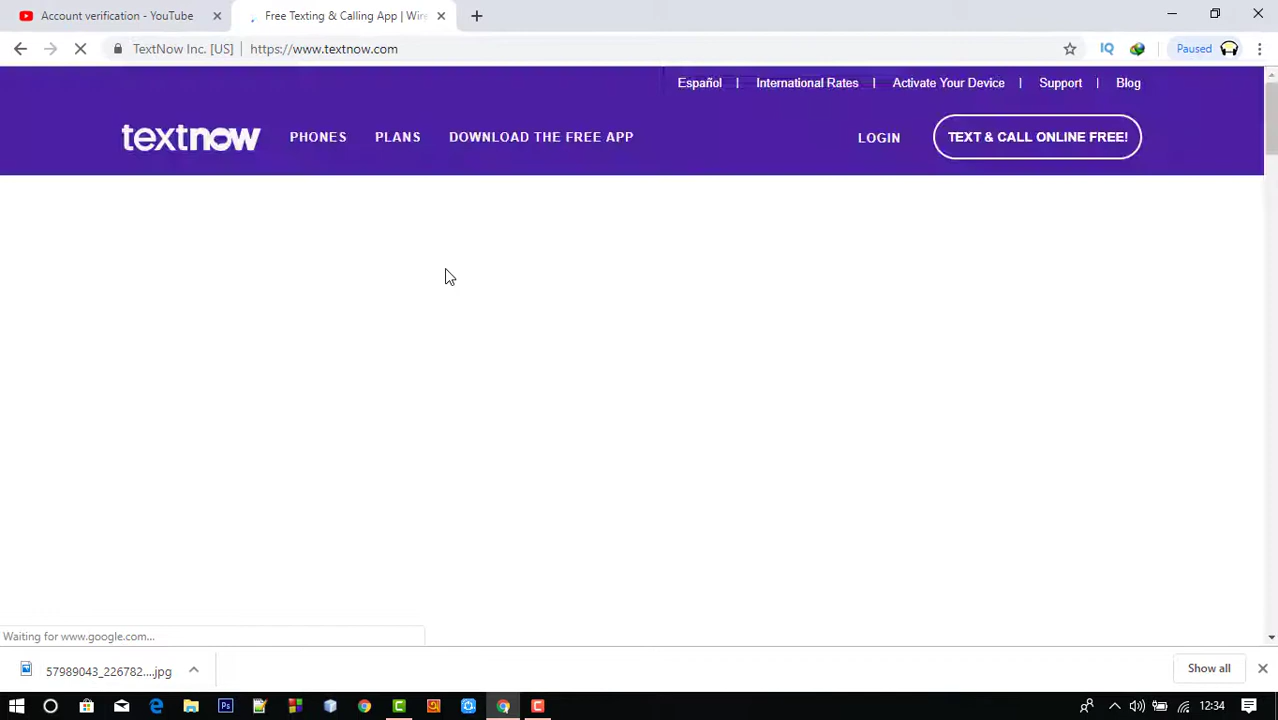 Account verification - YouTube
Free Texting & Calling App | Wire
TextNow Inc. [US] | https://www.textnow.com
Paused
Español | International Rates | Activate Your Device | Support | Blog
textnow PHONES PLANS DOWNLOAD THE FREE APP LOGIN TEXT & CALL ONLINE FREE!
Waiting for www.google.com...
57989043_226782....jpg
Show all
12:34